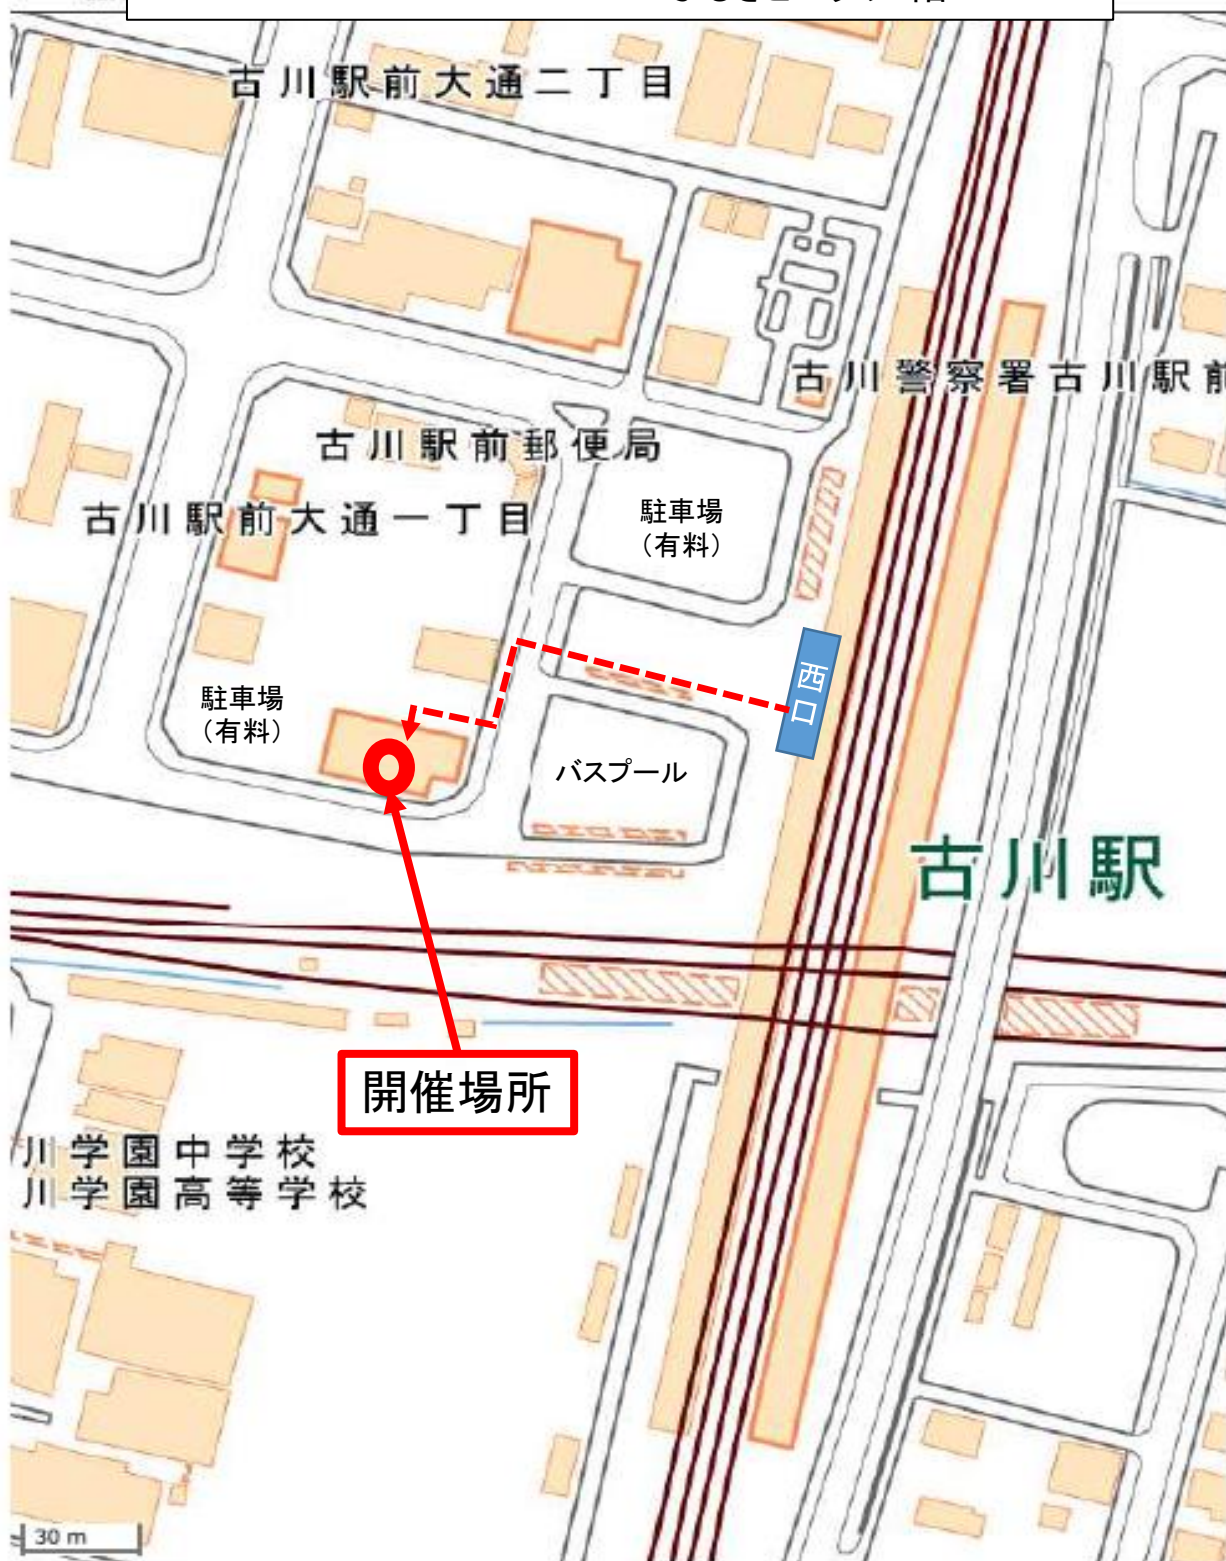 古川駅前大通二丁目
古川警察署古川駅前
古川駅前郵便局
古川駅前大通一丁目
駐車場
（有料）
西口
駐車場
（有料）
バスプール
古川駅
開催場所
川学園中学校
川学園高等学校
30 m